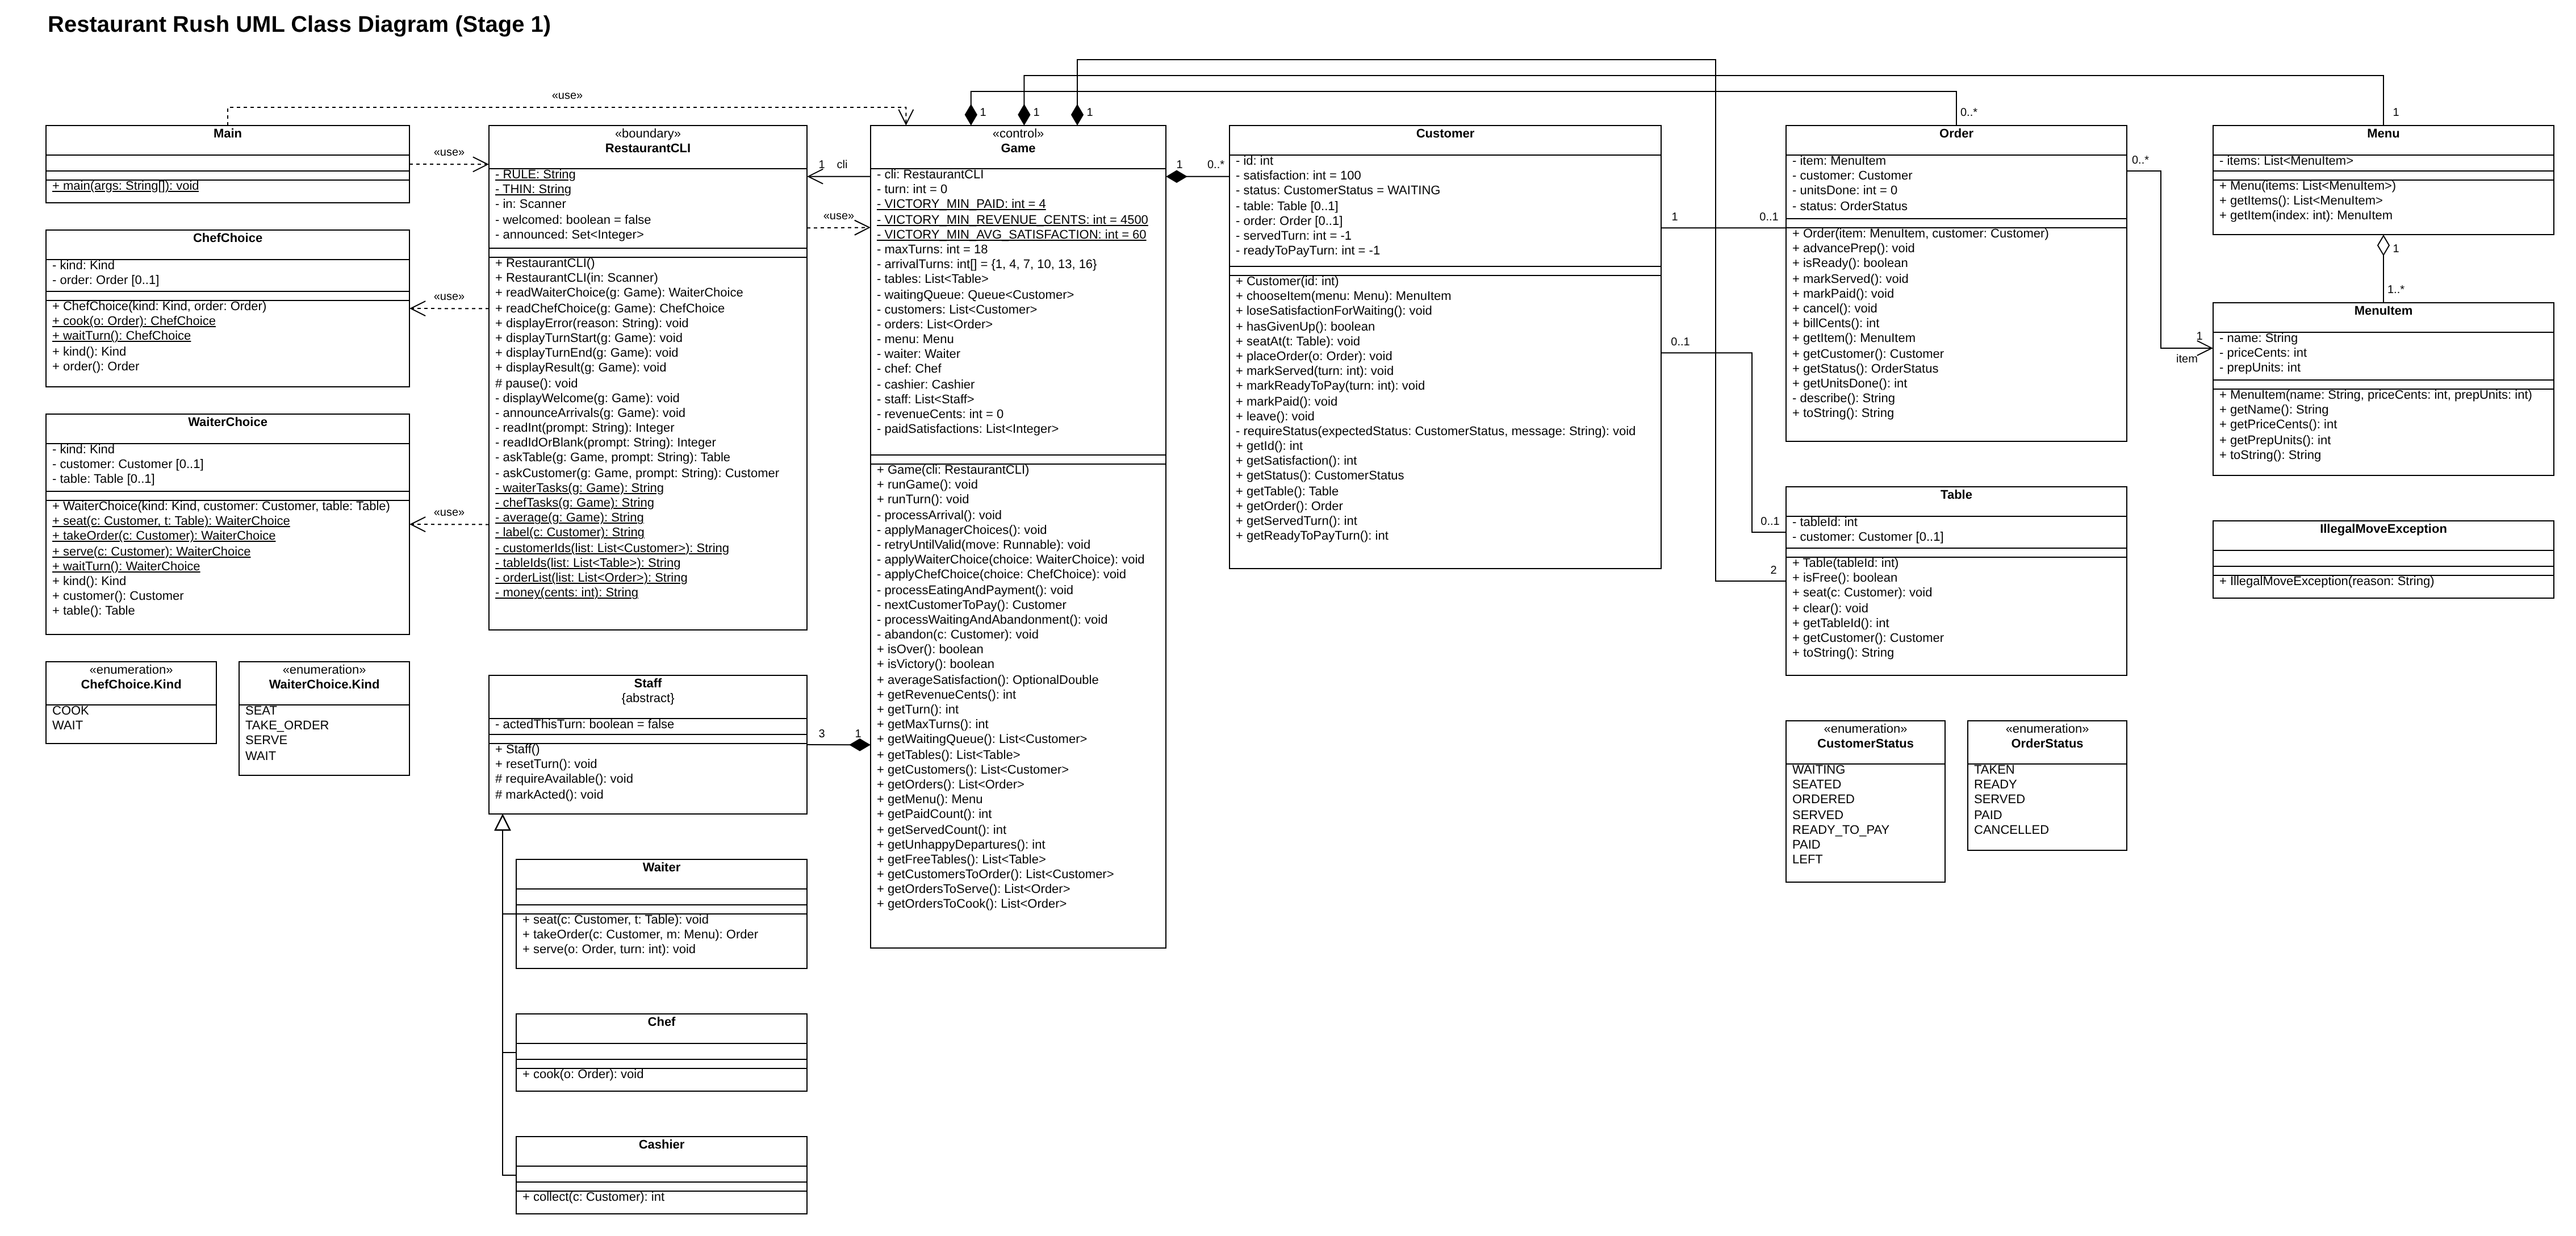 Restaurant Rush UML Class Diagram (Stage 1)
«use»
Main
+ main(args: String[]): void
«use»
ChefChoice
- kind: Kind
- order: Order [0..1]
+ ChefChoice(kind: Kind, order: Order)
+ cook(o: Order): ChefChoice
+ waitTurn(): ChefChoice
+ kind(): Kind
+ order(): Order
«use»
WaiterChoice
- kind: Kind
- customer: Customer [0..1]
- table: Table [0..1]
+ WaiterChoice(kind: Kind, customer: Customer, table: Table)
+ seat(c: Customer, t: Table): WaiterChoice
+ takeOrder(c: Customer): WaiterChoice
+ serve(c: Customer): WaiterChoice
+ waitTurn(): WaiterChoice
+ kind(): Kind
+ customer(): Customer
+ table(): Table
«use»
«enumeration»
ChefChoice.Kind
COOK
WAIT
«enumeration»
WaiterChoice.Kind
SEAT
TAKE_ORDER
SERVE
WAIT
«boundary»
RestaurantCLI
- RULE: String
- THIN: String
- in: Scanner
- welcomed: boolean = false
- announced: Set<Integer>
+ RestaurantCLI()
+ RestaurantCLI(in: Scanner)
+ readWaiterChoice(g: Game): WaiterChoice
+ readChefChoice(g: Game): ChefChoice
+ displayError(reason: String): void
+ displayTurnStart(g: Game): void
+ displayTurnEnd(g: Game): void
+ displayResult(g: Game): void
# pause(): void
- displayWelcome(g: Game): void
- announceArrivals(g: Game): void
- readInt(prompt: String): Integer
- readIdOrBlank(prompt: String): Integer
- askTable(g: Game, prompt: String): Table
- askCustomer(g: Game, prompt: String): Customer
- waiterTasks(g: Game): String
- chefTasks(g: Game): String
- average(g: Game): String
- label(c: Customer): String
- customerIds(list: List<Customer>): String
- tableIds(list: List<Table>): String
- orderList(list: List<Order>): String
- money(cents: int): String
1 cli
«use»
Staff
{abstract}
- actedThisTurn: boolean = false
+ Staff()
+ resetTurn(): void
# requireAvailable(): void
# markActed(): void
3 1
Waiter
+ seat(c: Customer, t: Table): void
+ takeOrder(c: Customer, m: Menu): Order
+ serve(o: Order, turn: int): void
Chef
+ cook(o: Order): void
Cashier
+ collect(c: Customer): int
1 1 1
«control»
Game
- cli: RestaurantCLI
- turn: int = 0
- VICTORY_MIN_PAID: int = 4
- VICTORY_MIN_REVENUE_CENTS: int = 4500
- VICTORY_MIN_AVG_SATISFACTION: int = 60
- maxTurns: int = 18
- arrivalTurns: int[] = {1, 4, 7, 10, 13, 16}
- tables: List<Table>
- waitingQueue: Queue<Customer>
- customers: List<Customer>
- orders: List<Order>
- menu: Menu
- waiter: Waiter
- chef: Chef
- cashier: Cashier
- staff: List<Staff>
- revenueCents: int = 0
- paidSatisfactions: List<Integer>
+ Game(cli: RestaurantCLI)
+ runGame(): void
+ runTurn(): void
- processArrival(): void
- applyManagerChoices(): void
- retryUntilValid(move: Runnable): void
- applyWaiterChoice(choice: WaiterChoice): void
- applyChefChoice(choice: ChefChoice): void
- processEatingAndPayment(): void
- nextCustomerToPay(): Customer
- processWaitingAndAbandonment(): void
- abandon(c: Customer): void
+ isOver(): boolean
+ isVictory(): boolean
+ averageSatisfaction(): OptionalDouble
+ getRevenueCents(): int
+ getTurn(): int
+ getMaxTurns(): int
+ getWaitingQueue(): List<Customer>
+ getTables(): List<Table>
+ getCustomers(): List<Customer>
+ getOrders(): List<Order>
+ getMenu(): Menu
+ getPaidCount(): int
+ getServedCount(): int
+ getUnhappyDepartures(): int
+ getFreeTables(): List<Table>
+ getCustomersToOrder(): List<Customer>
+ getOrdersToServe(): List<Order>
+ getOrdersToCook(): List<Order>
1 0..*
Customer
- id: int
- satisfaction: int = 100
- status: CustomerStatus = WAITING
- table: Table [0..1]
- order: Order [0..1]
- servedTurn: int = -1
- readyToPayTurn: int = -1
+ Customer(id: int)
+ chooseItem(menu: Menu): MenuItem
+ loseSatisfactionForWaiting(): void
+ hasGivenUp(): boolean
+ seatAt(t: Table): void
+ placeOrder(o: Order): void
+ markServed(turn: int): void
+ markReadyToPay(turn: int): void
+ markPaid(): void
+ leave(): void
- requireStatus(expectedStatus: CustomerStatus, message: String): void
+ getId(): int
+ getSatisfaction(): int
+ getStatus(): CustomerStatus
+ getTable(): Table
+ getOrder(): Order
+ getServedTurn(): int
+ getReadyToPayTurn(): int
1 0..1
0..1
0..1
2
0..*
Order
- item: MenuItem
- customer: Customer
- unitsDone: int = 0
- status: OrderStatus
+ Order(item: MenuItem, customer: Customer)
+ advancePrep(): void
+ isReady(): boolean
+ markServed(): void
+ markPaid(): void
+ cancel(): void
+ billCents(): int
+ getItem(): MenuItem
+ getCustomer(): Customer
+ getStatus(): OrderStatus
+ getUnitsDone(): int
- describe(): String
+ toString(): String
0..*
1
item
Table
- tableId: int
- customer: Customer [0..1]
+ Table(tableId: int)
+ isFree(): boolean
+ seat(c: Customer): void
+ clear(): void
+ getTableId(): int
+ getCustomer(): Customer
+ toString(): String
«enumeration»
CustomerStatus
WAITING
SEATED
ORDERED
SERVED
READY_TO_PAY
PAID
LEFT
«enumeration»
OrderStatus
TAKEN
READY
SERVED
PAID
CANCELLED
1
Menu
- items: List<MenuItem>
+ Menu(items: List<MenuItem>)
+ getItems(): List<MenuItem>
+ getItem(index: int): MenuItem
1
1..*
MenuItem
- name: String
- priceCents: int
- prepUnits: int
+ MenuItem(name: String, priceCents: int, prepUnits: int)
+ getName(): String
+ getPriceCents(): int
+ getPrepUnits(): int
+ toString(): String
IllegalMoveException
+ IllegalMoveException(reason: String)